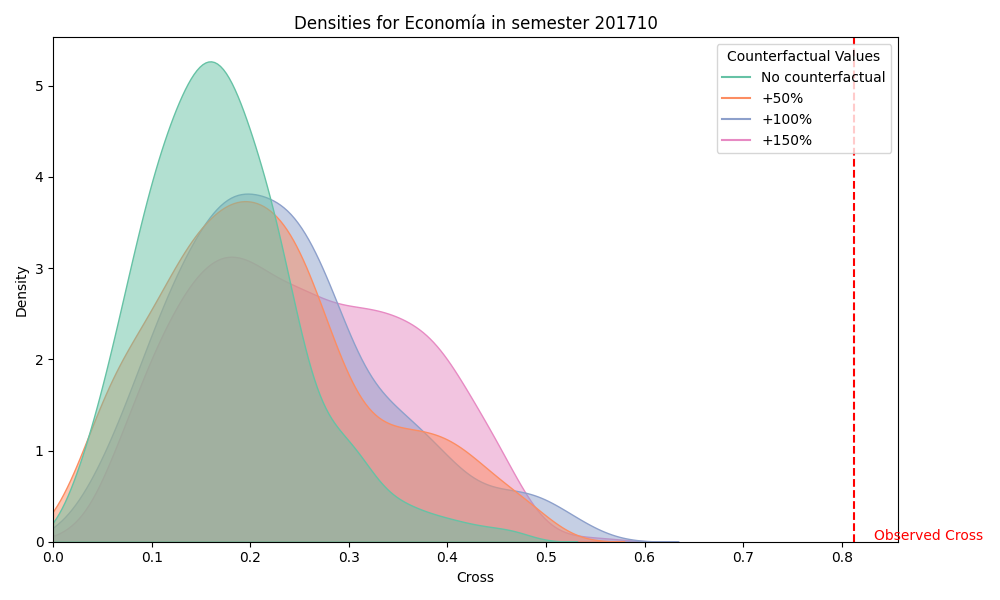 Densities for Economía in semester 201710
Counterfactual Values
No counterfactual
+50%
+100%
+150%
Density
5
4
3
2
1
0
0.0 0.1 0.2 0.3 0.4 0.5 0.6 0.7 0.8
Cross
Observed Cross